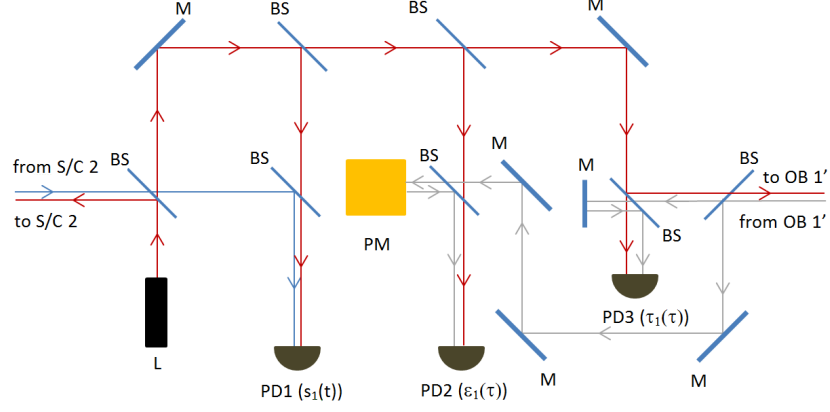 M
BS
BS
M
from S/C 2
BS
BS
BS
M
M
BS
to OB 1'
to S/C 2
from OB 1'
BS
PM
PD3 (τ₁(τ))
L
PD1 (s₁(t))
PD2 (ε₁(τ))
M
M